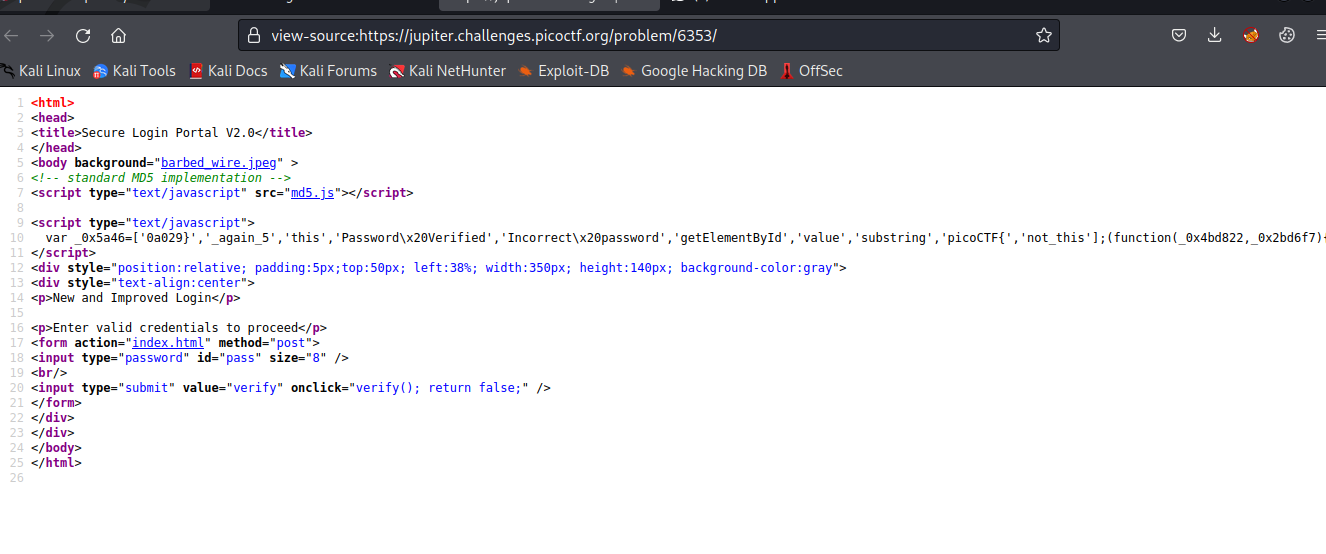 view-source:https://jupiter.challenges.picoctf.org/problem/6353/
Kali Linux Kali Tools Kali Docs Kali Forums Kali NetHunter Exploit-DB Google Hacking DB OffSec
1 <html>
2 <head>
3 <title>Secure Login Portal V2.0</title>
4 </head>
5 <body background="barbed_wire.jpeg" >
6 <!-- standard MD5 implementation -->
7 <script type="text/javascript" src="md5.js"></script>
8
9 <script type="text/javascript">
10 var _0x5a46=['0a029}','_again_5','this','Password\x20Verified','Incorrect\x20password','getElementById','value','substring','picoCTF{','not_this'];(function(_0x4bd822,_0x2bd6f7){
11 </script>
12 <div style="position:relative; padding:5px;top:50px; left:38%; width:350px; height:140px; background-color:gray">
13 <div style="text-align:center">
14 <p>New and Improved Login</p>
15
16 <p>Enter valid credentials to proceed</p>
17 <form action="index.html" method="post">
18 <input type="password" id="pass" size="8" />
19 <br/>
20 <input type="submit" value="verify" onclick="verify(); return false;" />
21 </form>
22 </div>
23 </div>
24 </body>
25 </html>
26